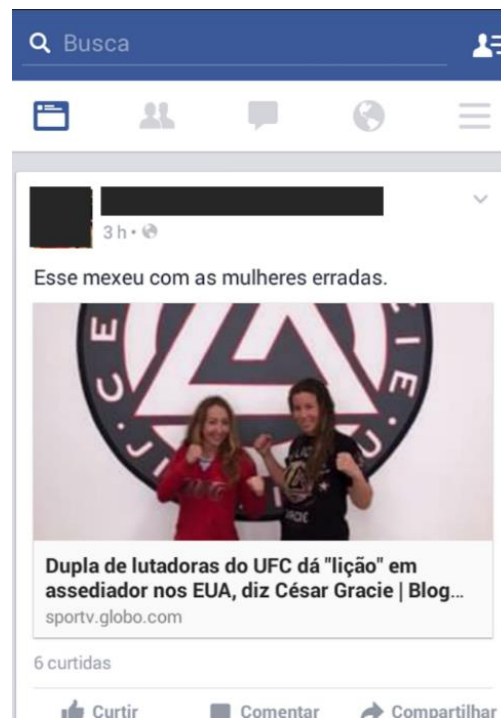 Busca
3 h •
Esse mexeu com as mulheres erradas.
Dupla de lutadoras do UFC dá "lição" em
assediador nos EUA, diz César Gracie | Blog...
sportv.globo.com
6 curtidas
Curtir Comentar Compartilhar